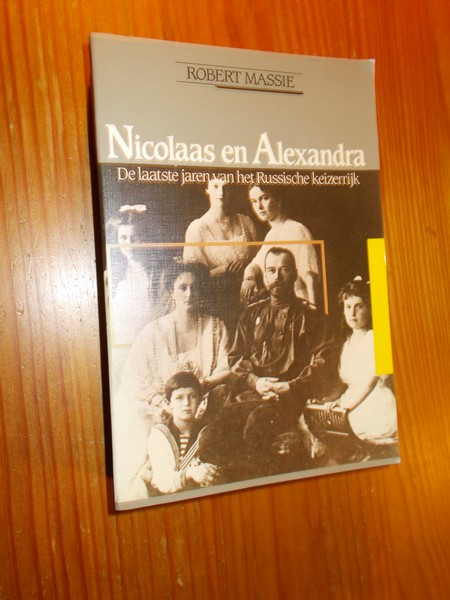 ROBERT MASSIE
Nicolaas en Alexandra
De laatste jaren van het Russische keizerrijk